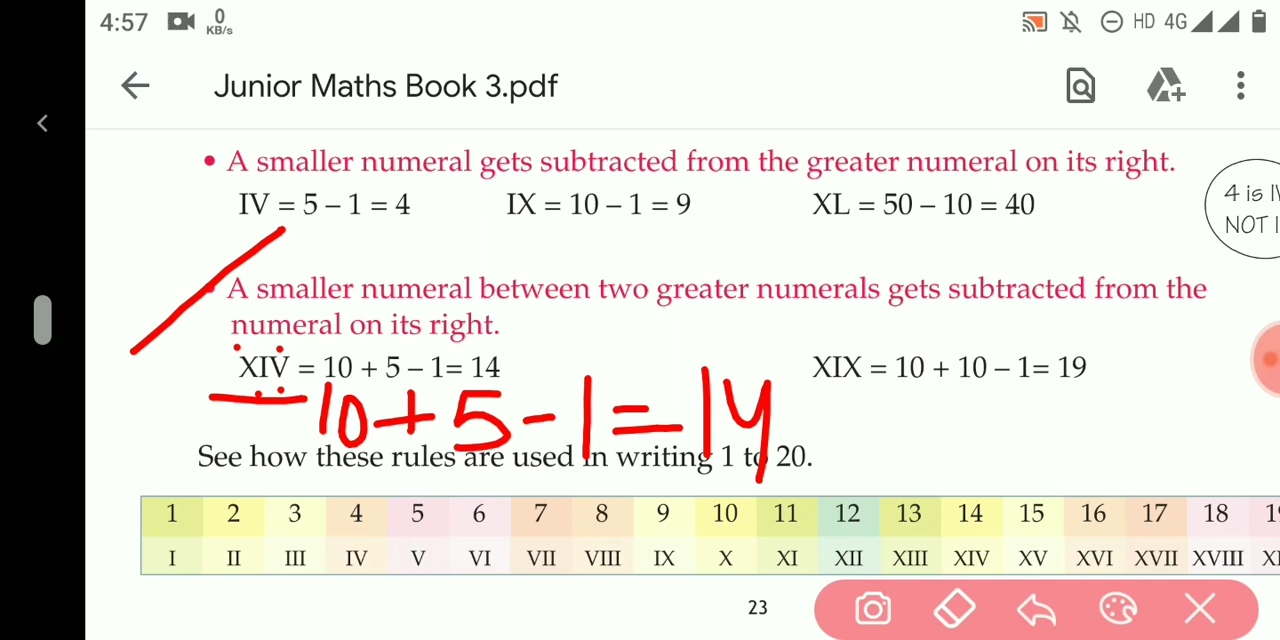 4:57 0 KB/s HD 4G
Junior Maths Book 3.pdf
• A smaller numeral gets subtracted from the greater numeral on its right.
IV = 5 – 1 = 4 IX = 10 – 1 = 9 XL = 50 – 10 = 40
4 is
NOT
• A smaller numeral between two greater numerals gets subtracted from the
numeral on its right.
XIV = 10 + 5 – 1= 14 XIX = 10 + 10 – 1= 19
10+5-1=14
See how these rules are used in writing 1 to 20.
1 2 3 4 5 6 7 8 9 10 11 12 13 14 15 16 17 18
I II III IV V VI VII VIII IX X XI XII XIII XIV XV XVI XVII XVIII
23